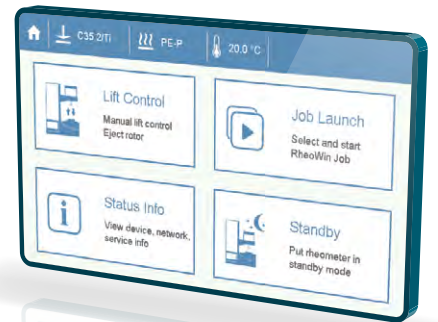 C35 2/Ti
PE-P
20.0 °C
Lift Control
Manual lift control
Eject rotor
Job Launch
Select and start
RheoWin Job
Status Info
View device, network,
service info
Standby
Put rheometer in
standby mode